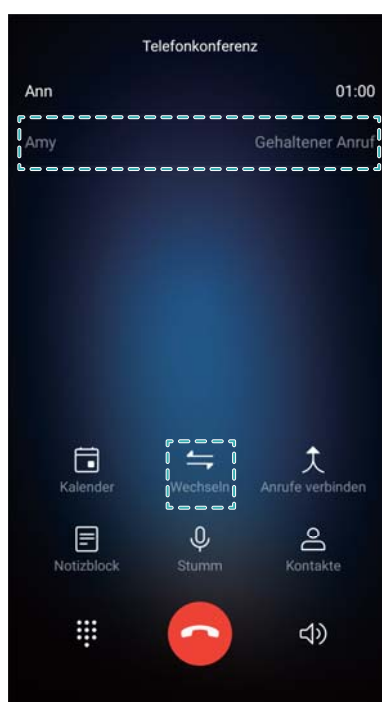 Telefonkonferenz
Ann 01:00
Amy Gehaltener Anruf
Kalender Wechseln Anrufe verbinden
Notizblock Stumm Kontakte